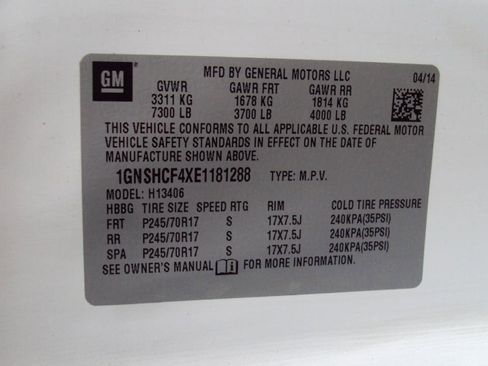 GM
MFD BY GENERAL MOTORS LLC 04/14
GVWR GAWR FRT GAWR RR
3311 KG 1678 KG 1814 KG
7300 LB 3700 LB 4000 LB
THIS VEHICLE CONFORMS TO ALL APPLICABLE U.S. FEDERAL MOTOR
VEHICLE SAFETY STANDARDS IN EFFECT ON THE DATE OF
MANUFACTURE SHOWN ABOVE.
1GNSHCF4XE1181288 TYPE: M.P.V.
MODEL: H13406
HBBG TIRE SIZE SPEED RTG RIM COLD TIRE PRESSURE
FRT P245/70R17 S 17X7.5J 240KPA(35PSI)
RR P245/70R17 S 17X7.5J 240KPA(35PSI)
SPA P245/70R17 S 17X7.5J 240KPA(35PSI)
SEE OWNER'S MANUAL FOR MORE INFORMATION.